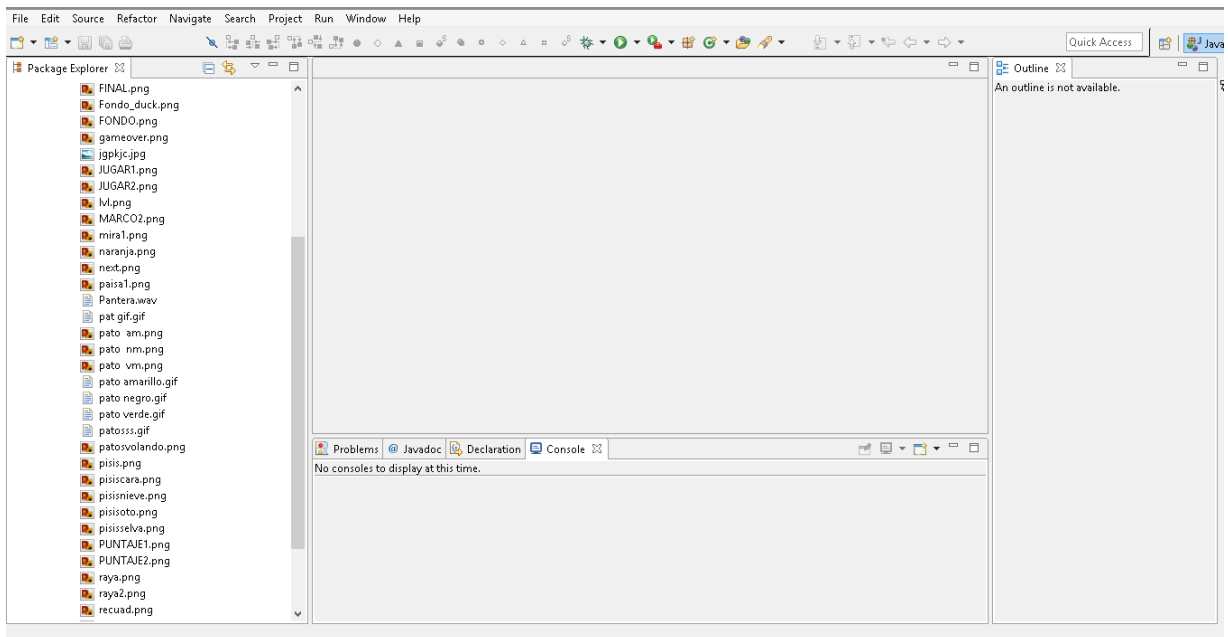 File Edit Source Refactor Navigate Search Project Run Window Help
Quick Access
Java
Package Explorer
FINAL.png
Fondo_duck.png
FONDO.png
gameover.png
jgpkjc.jpg
JUGAR1.png
JUGAR2.png
lvl.png
MARCO2.png
mira1.png
naranja.png
next.png
paisa1.png
Pantera.wav
pat gif.gif
pato am.png
pato nm.png
pato vm.png
pato amarillo.gif
pato negro.gif
pato verde.gif
patosss.gif
patosvolando.png
pisis.png
pisiscara.png
pisisnieve.png
pisisoto.png
pisisselva.png
PUNTAJE1.png
PUNTAJE2.png
raya.png
raya2.png
recuad.png
Problems @ Javadoc Declaration Console
No consoles to display at this time.
Outline
An outline is not available.